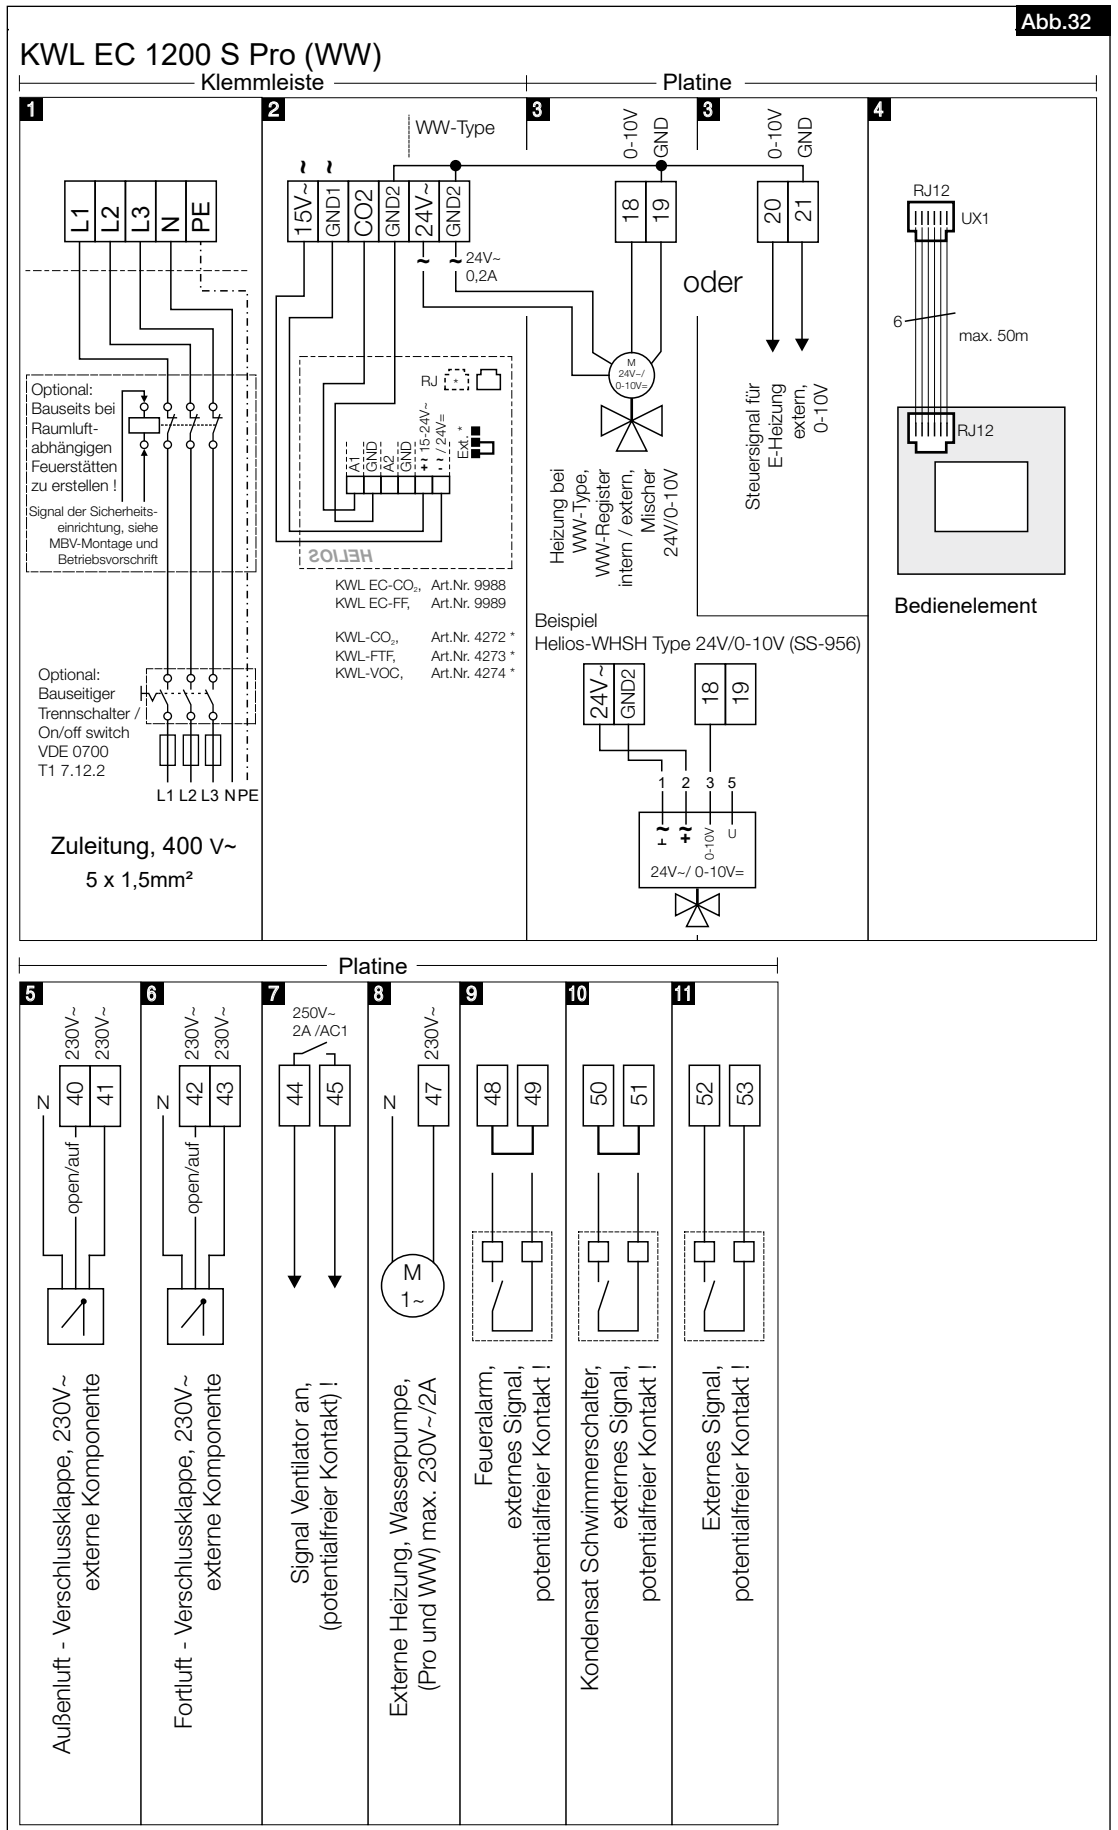 Abb.32
KWL EC 1200 S Pro (WW)
Klemmleiste
Platine
1
L1
L2
L3
N
PE
Optional:
Bauseits bei
Raumluft-
abhängigen
Feuerstätten
zu erstellen !
Signal der Sicherheits-
einrichtung, siehe
MBV-Montage und
Betriebsvorschrift
Optional:
Bauseitiger
Trennschalter /
On/off switch
VDE 0700
T1 7.12.2
L1 L2 L3 N PE
Zuleitung, 400 V~
5 x 1,5mm²
2
WW-Type
~ ~
15V~
GND1
CO2
GND2
24V~
GND2
~ ~ 24V~
0,2A
RJ *
A1
GND
A2
GND
+ ~ 15-24V~
- ~ / 24V=
Ext. *
HELIOS
KWL EC-CO₂, Art.Nr. 9988
KWL EC-FF, Art.Nr. 9989
KWL-CO₂, Art.Nr. 4272 *
KWL-FTF, Art.Nr. 4273 *
KWL-VOC, Art.Nr. 4274 *
3
0-10V
GND
18
19
M
24V~/
0-10V=
Heizung bei
WW-Type,
WW-Register
intern / extern,
Mischer
24V/0-10V
oder
3
0-10V
GND
20
21
Steuersignal für
E-Heizung
extern,
0-10V
Beispiel
Helios-WHSH Type 24V/0-10V (SS-956)
24V~
GND2
18
19
1 2 3 5
- ~
+ ~
0-10V
U
24V~/ 0-10V=
4
RJ12
UX1
6
max. 50m
RJ12
Bedienelement
Platine
5
230V~
230V~
N
40
41
open/auf
Außenluft - Verschlussklappe, 230V~
externe Komponente
6
230V~
230V~
N
42
43
open/auf
Fortluft - Verschlussklappe, 230V~
externe Komponente
7
250V~
2A /AC1
44
45
Signal Ventilator an,
(potentialfreier Kontakt) !
8
230V~
N
47
M
1~
Externe Heizung, Wasserpumpe,
(Pro und WW) max. 230V~/2A
9
48
49
Feueralarm,
externes Signal,
potentialfreier Kontakt !
10
50
51
Kondensat Schwimmerschalter,
externes Signal,
potentialfreier Kontakt !
11
52
53
Externes Signal,
potentialfreier Kontakt !